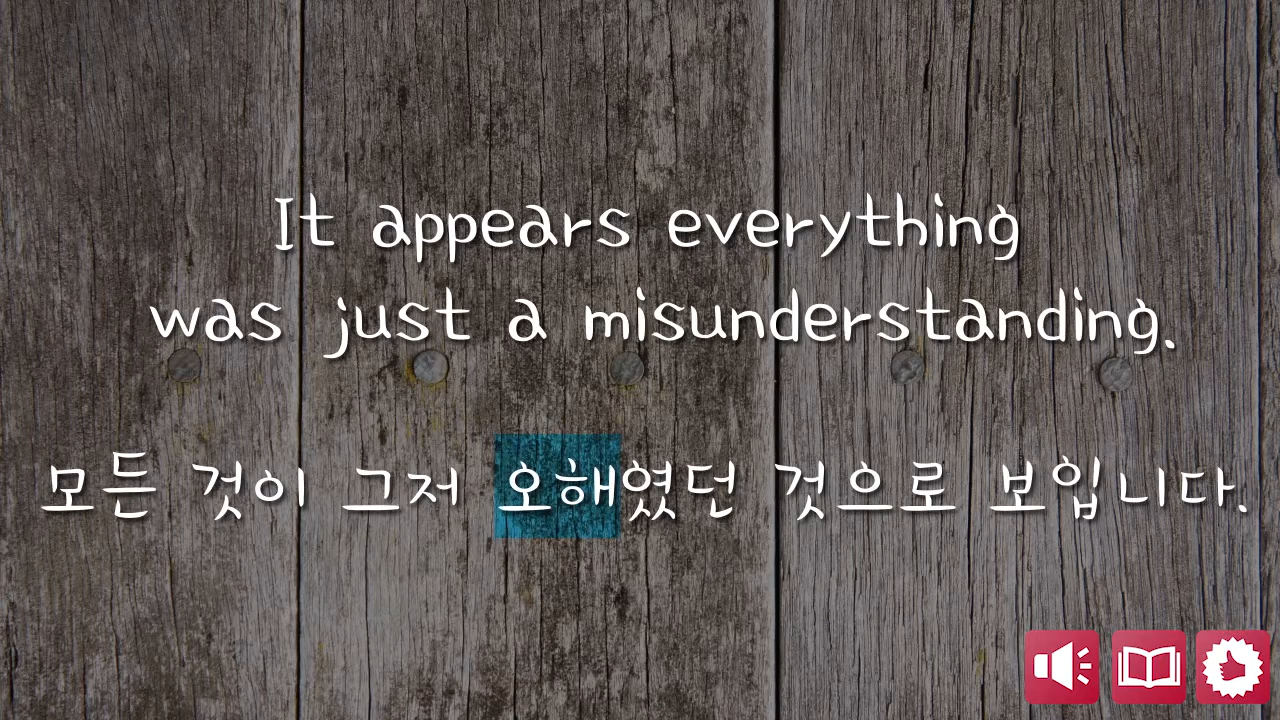 It appears everything
was just a misunderstanding.
모든 것이 그저 오해였던 것으로 보입니다.